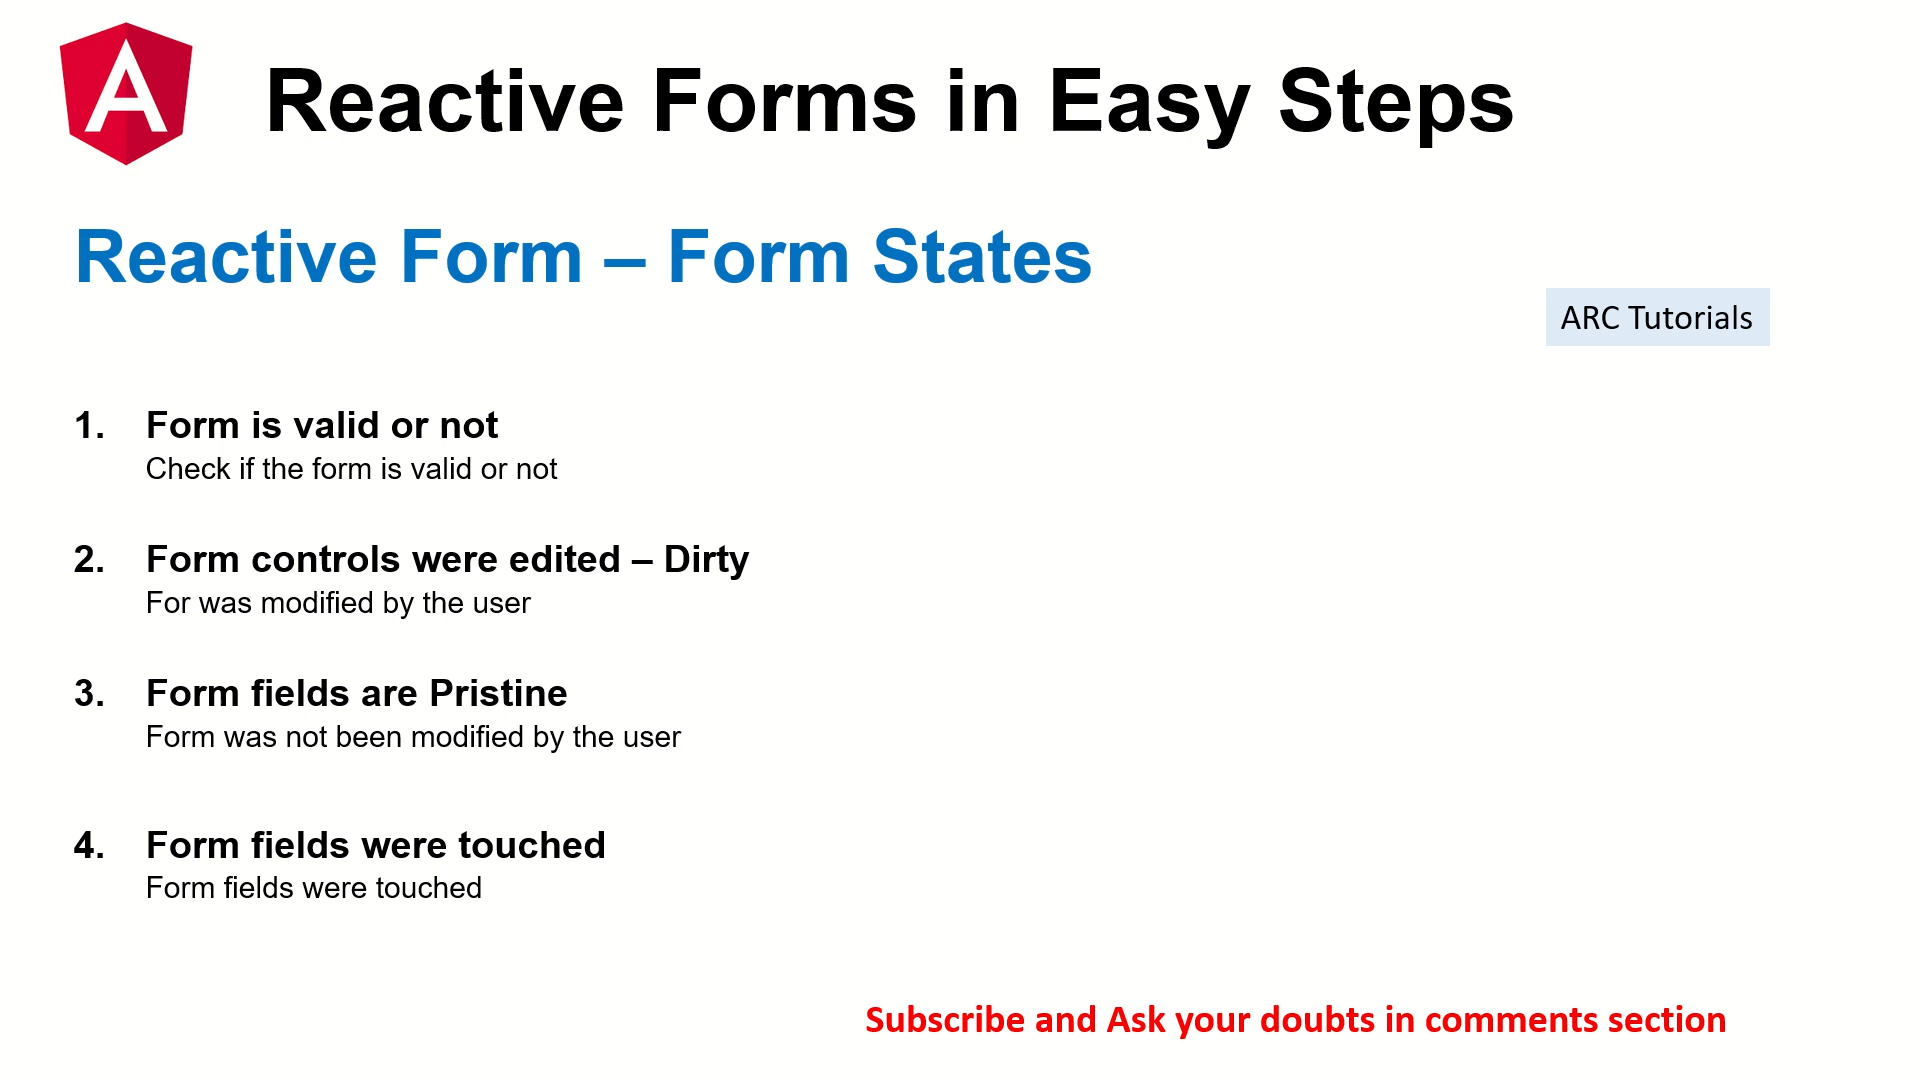 Reactive Forms in Easy Steps
Reactive Form – Form States
ARC Tutorials
1. Form is valid or not
Check if the form is valid or not
2. Form controls were edited – Dirty
For was modified by the user
3. Form fields are Pristine
Form was not been modified by the user
4. Form fields were touched
Form fields were touched
Subscribe and Ask your doubts in comments section